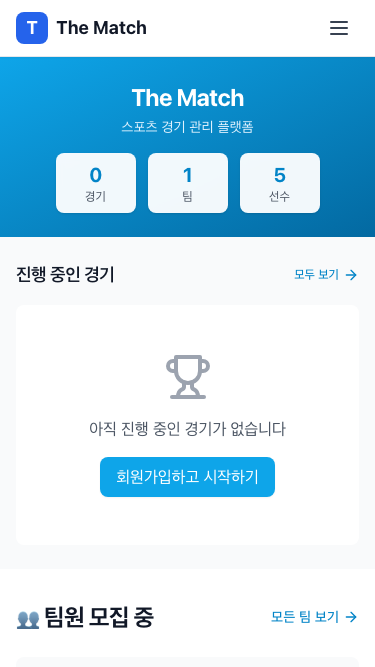 T The Match
The Match
스포츠 경기 관리 플랫폼
0 1 5
경기 팀 선수
진행 중인 경기 모두 보기 →
아직 진행 중인 경기가 없습니다
회원가입하고 시작하기
👥 팀원 모집 중 모든 팀 보기 →